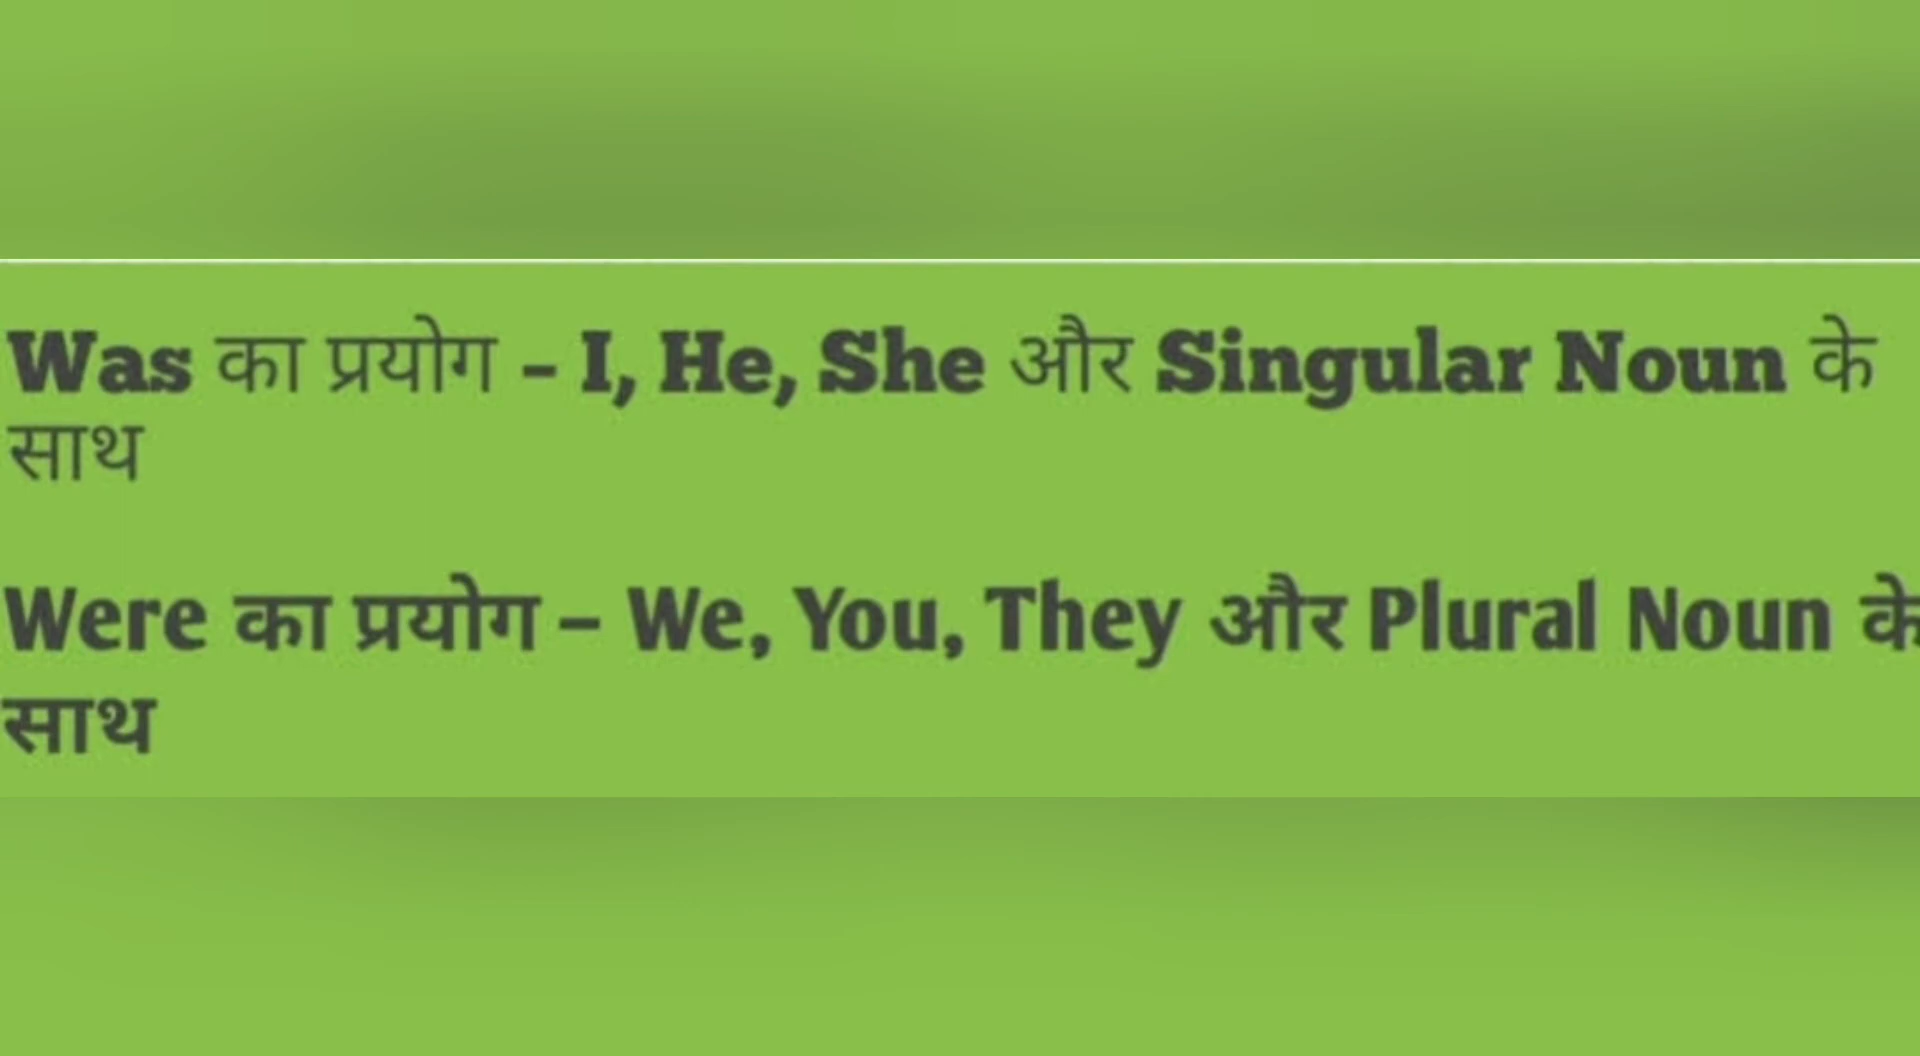 Was का प्रयोग – I, He, She और Singular Noun के
साथ
Were का प्रयोग – We, You, They और Plural Noun के
साथ